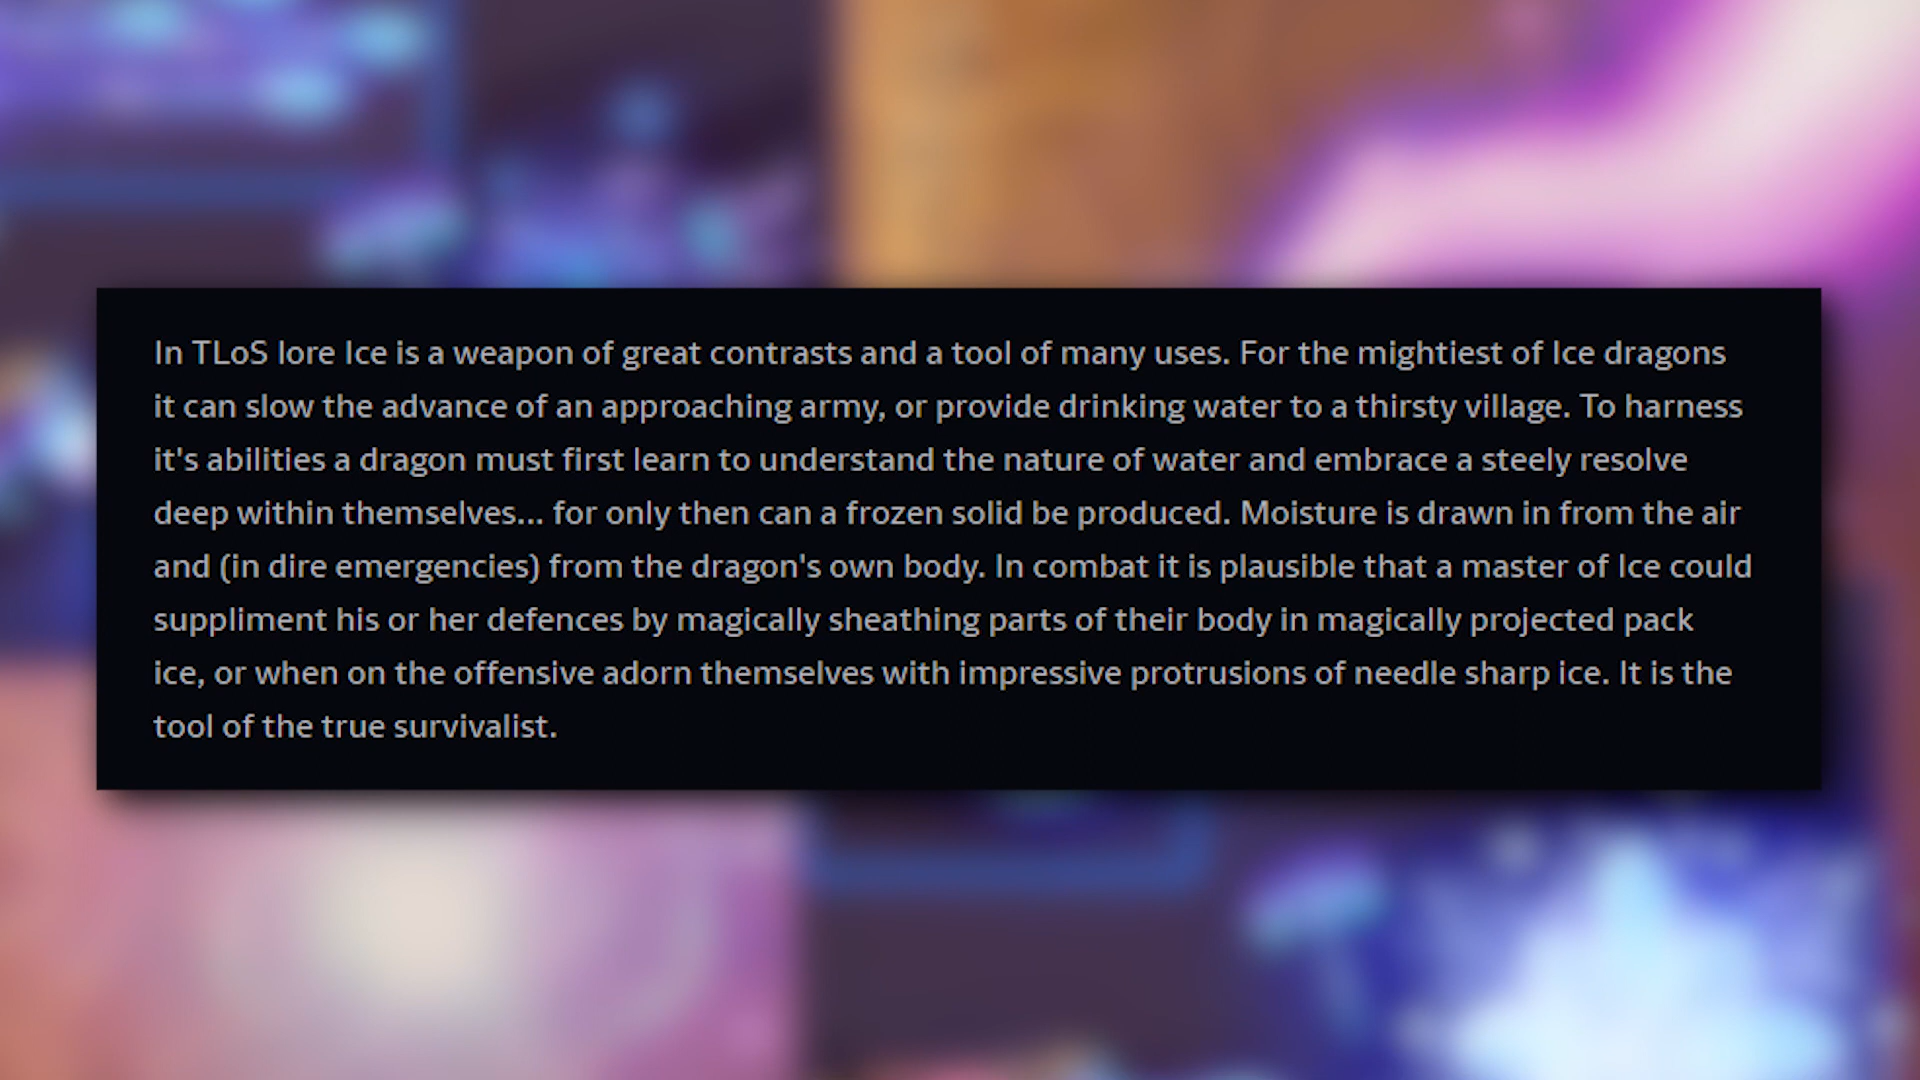 In TLoS lore Ice is a weapon of great contrasts and a tool of many uses. For the mightiest of Ice dragons
it can slow the advance of an approaching army, or provide drinking water to a thirsty village. To harness
it's abilities a dragon must first learn to understand the nature of water and embrace a steely resolve
deep within themselves... for only then can a frozen solid be produced. Moisture is drawn in from the air
and (in dire emergencies) from the dragon's own body. In combat it is plausible that a master of Ice could
suppliment his or her defences by magically sheathing parts of their body in magically projected pack
ice, or when on the offensive adorn themselves with impressive protrusions of needle sharp ice. It is the
tool of the true survivalist.